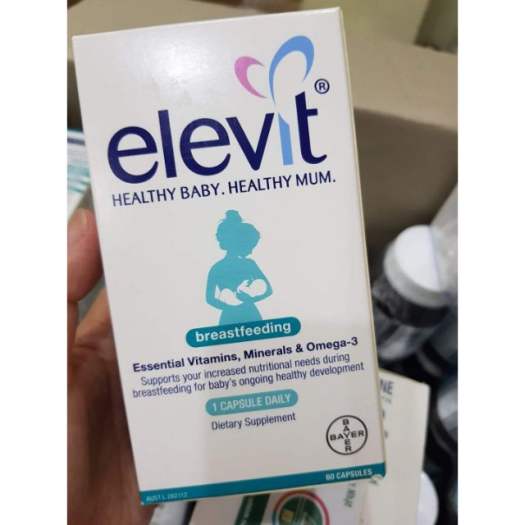 elevit®
HEALTHY BABY. HEALTHY MUM.
breastfeeding
Essential Vitamins, Minerals & Omega-3
Supports your increased nutritional needs during
breastfeeding for baby's ongoing healthy development
1 CAPSULE DAILY
Dietary Supplement
BAYER
BAYER
60 CAPSULES